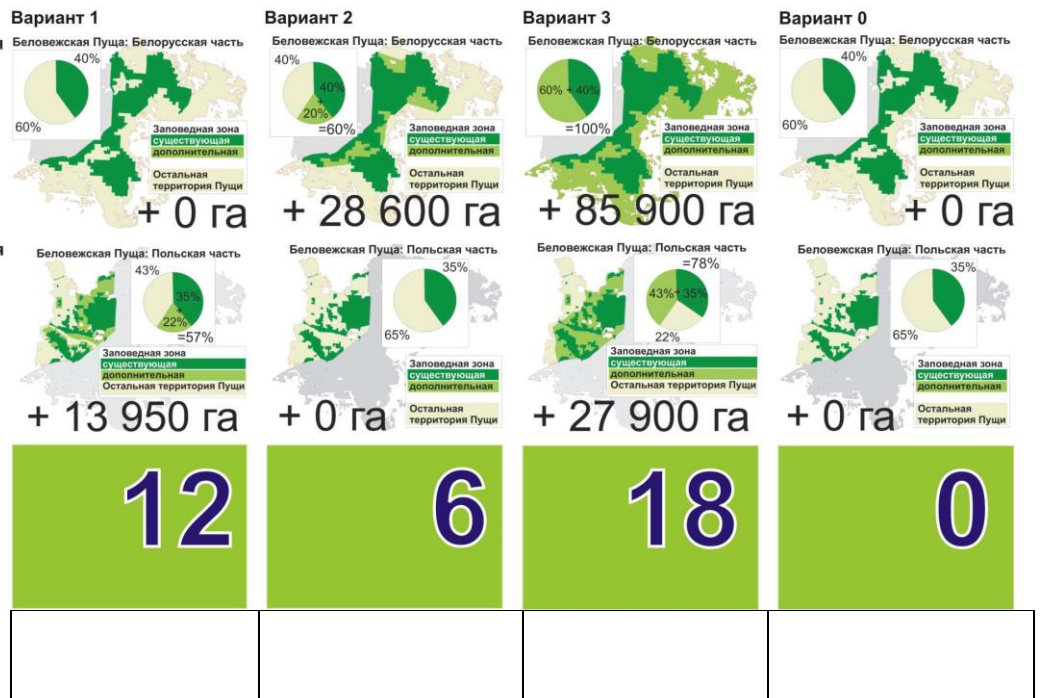 Вариант 1
Вариант 2
Вариант 3
Вариант 0
я
Беловежская Пуща: Белорусская часть
40%
60%
Заповедная зона
существующая
дополнительная
Остальная
территория Пущи
+ 0 га
Беловежская Пуща: Белорусская часть
40%
40%
+
20%
=60%
Заповедная зона
существующая
дополнительная
Остальная
территория Пущи
+ 28 600 га
Беловежская Пуща: Белорусская часть
60% + 40%
=100%
Заповедная зона
существующая
дополнительная
Остальная
территория Пущи
+ 85 900 га
Беловежская Пуща: Белорусская часть
40%
60%
Заповедная зона
существующая
дополнительная
Остальная
территория Пущи
+ 0 га
я
Беловежская Пуща: Польская часть
43%
35%
+
22%
=57%
Заповедная зона
существующая
дополнительная
Остальная территория Пущи
+ 13 950 га
Беловежская Пуща: Польская часть
35%
65%
Заповедная зона
существующая
дополнительная
Остальная
территория Пущи
+ 0 га
Беловежская Пуща: Польская часть
=78%
43% + 35%
22%
Заповедная зона
существующая
дополнительная
Остальная территория Пущи
+ 27 900 га
Беловежская Пуща: Польская часть
35%
65%
Заповедная зона
существующая
дополнительная
Остальная
территория Пущи
+ 0 га
12
6
18
0